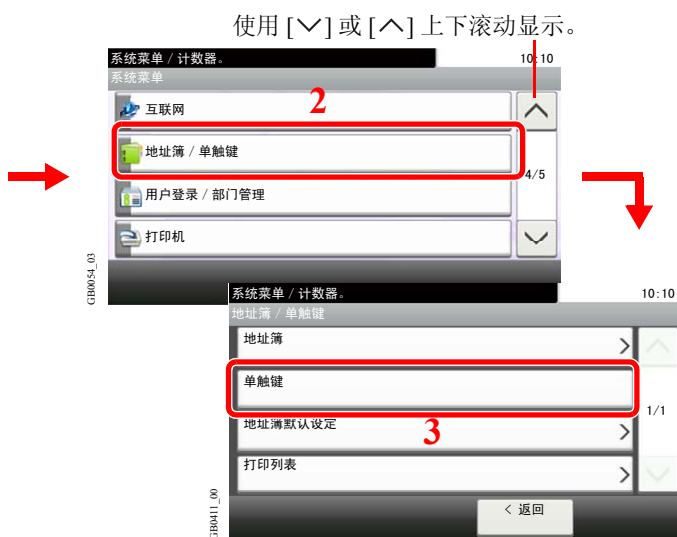 使用 [∨] 或 [∧] 上下滚动显示。
系统菜单 / 计数器。 10:10
系统菜单
互联网
2
地址簿 / 单触键
4/5
用户登录 / 部门管理
打印机
GB0054_03
系统菜单 / 计数器。 10:10
地址簿 / 单触键
地址簿
单触键
1/1
地址簿默认设定
3
打印列表
GB0411_00
< 返回